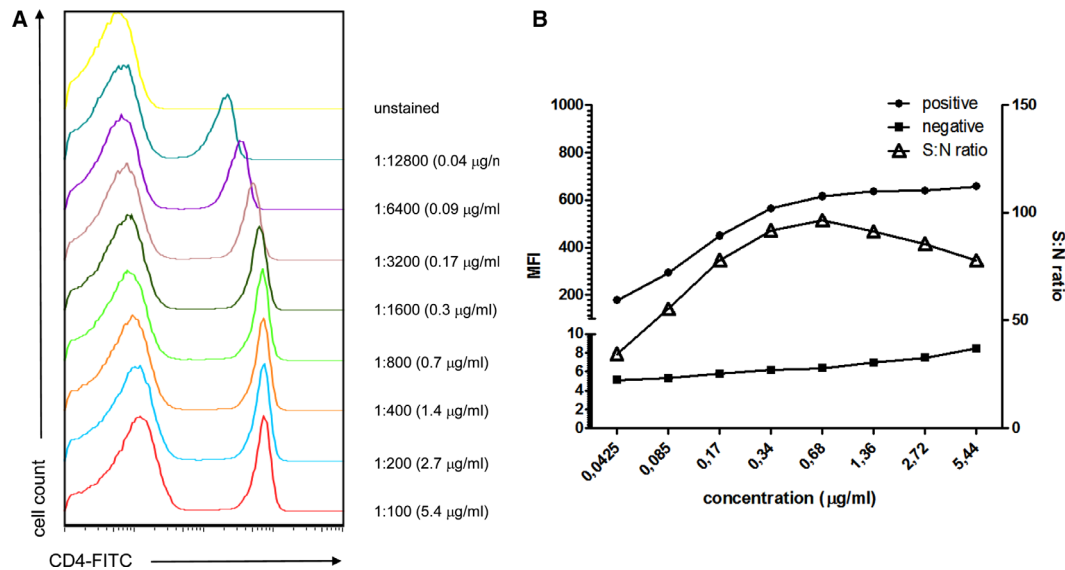 A
cell count
CD4-FITC
unstained
1:12800 (0.04 µg/n
1:6400 (0.09 µg/ml
1:3200 (0.17 µg/ml
1:1600 (0.3 µg/ml)
1:800 (0.7 µg/ml)
1:400 (1.4 µg/ml)
1:200 (2.7 µg/ml)
1:100 (5.4 µg/ml)
B
MFI
1000
800
600
400
200
10
8
6
4
2
0
positive
negative
S:N ratio
150
100
50
0
S:N ratio
0,0425
0,085
0,17
0,34
0,68
1,36
2,72
5,44
concentration (µg/ml)